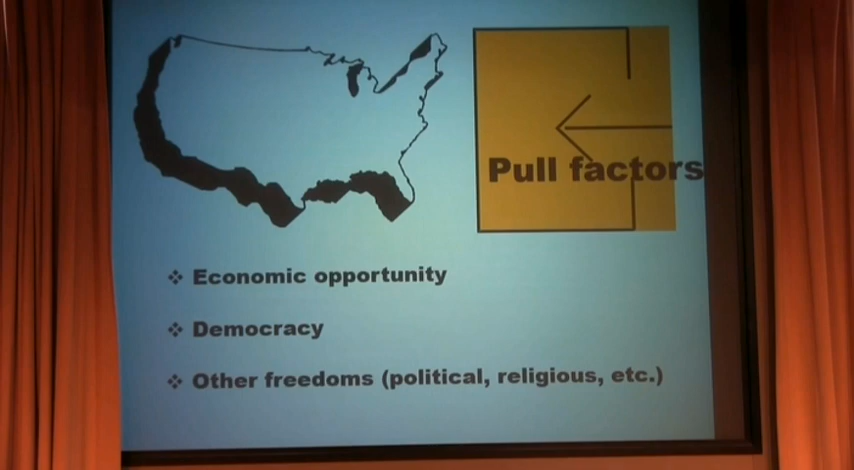 Pull factors
❖ Economic opportunity
❖ Democracy
❖ Other freedoms (political, religious, etc.)